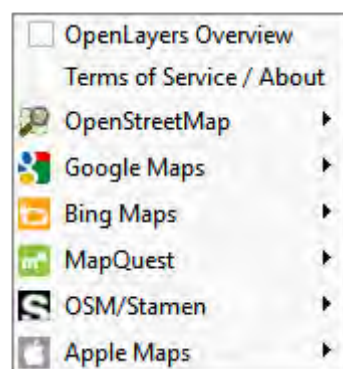 OpenLayers Overview
Terms of Service / About
OpenStreetMap
Google Maps
Bing Maps
MapQuest
OSM/Stamen
Apple Maps